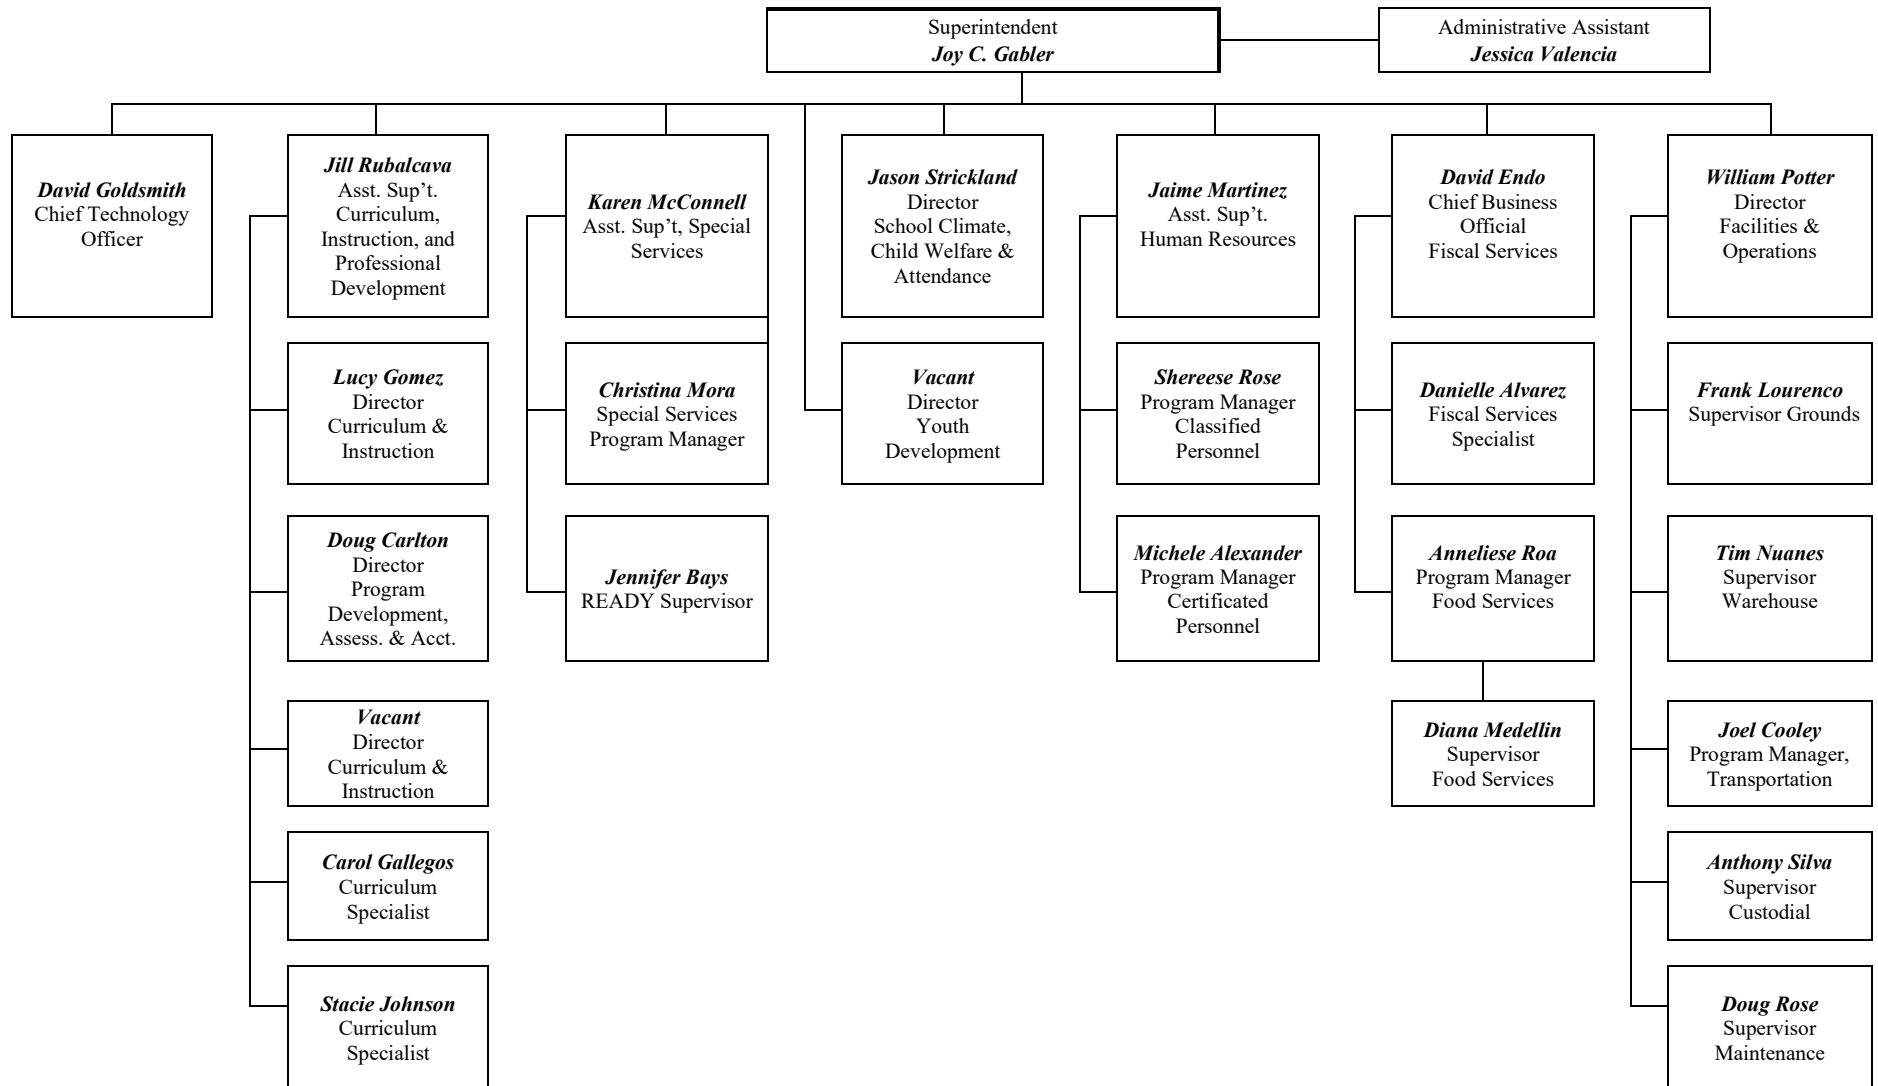 Superintendent
Joy C. Gabler
Administrative Assistant
Jessica Valencia
David Goldsmith
Chief Technology
Officer
Jill Rubalcava
Asst. Sup’t.
Curriculum,
Instruction, and
Professional
Development
Karen McConnell
Asst. Sup’t, Special
Services
Jason Strickland
Director
School Climate,
Child Welfare &
Attendance
Jaime Martinez
Asst. Sup’t.
Human Resources
David Endo
Chief Business
Official
Fiscal Services
William Potter
Director
Facilities &
Operations
Lucy Gomez
Director
Curriculum &
Instruction
Christina Mora
Special Services
Program Manager
Vacant
Director
Youth
Development
Shereese Rose
Program Manager
Classified
Personnel
Danielle Alvarez
Fiscal Services
Specialist
Frank Lourenco
Supervisor Grounds
Doug Carlton
Director
Program
Development,
Assess. & Acct.
Jennifer Bays
READY Supervisor
Michele Alexander
Program Manager
Certificated
Personnel
Anneliese Roa
Program Manager
Food Services
Tim Nuanes
Supervisor
Warehouse
Vacant
Director
Curriculum &
Instruction
Diana Medellin
Supervisor
Food Services
Joel Cooley
Program Manager,
Transportation
Carol Gallegos
Curriculum
Specialist
Anthony Silva
Supervisor
Custodial
Stacie Johnson
Curriculum
Specialist
Doug Rose
Supervisor
Maintenance